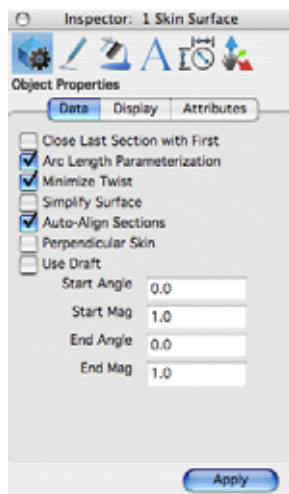 Inspector: 1 Skin Surface
A
Object Properties
Data Display Attributes
Close Last Section with First
Arc Length Parameterization
Minimize Twist
Simplify Surface
Auto-Align Sections
Perpendicular Skin
Use Draft
Start Angle 0.0
Start Mag 1.0
End Angle 0.0
End Mag 1.0
Apply